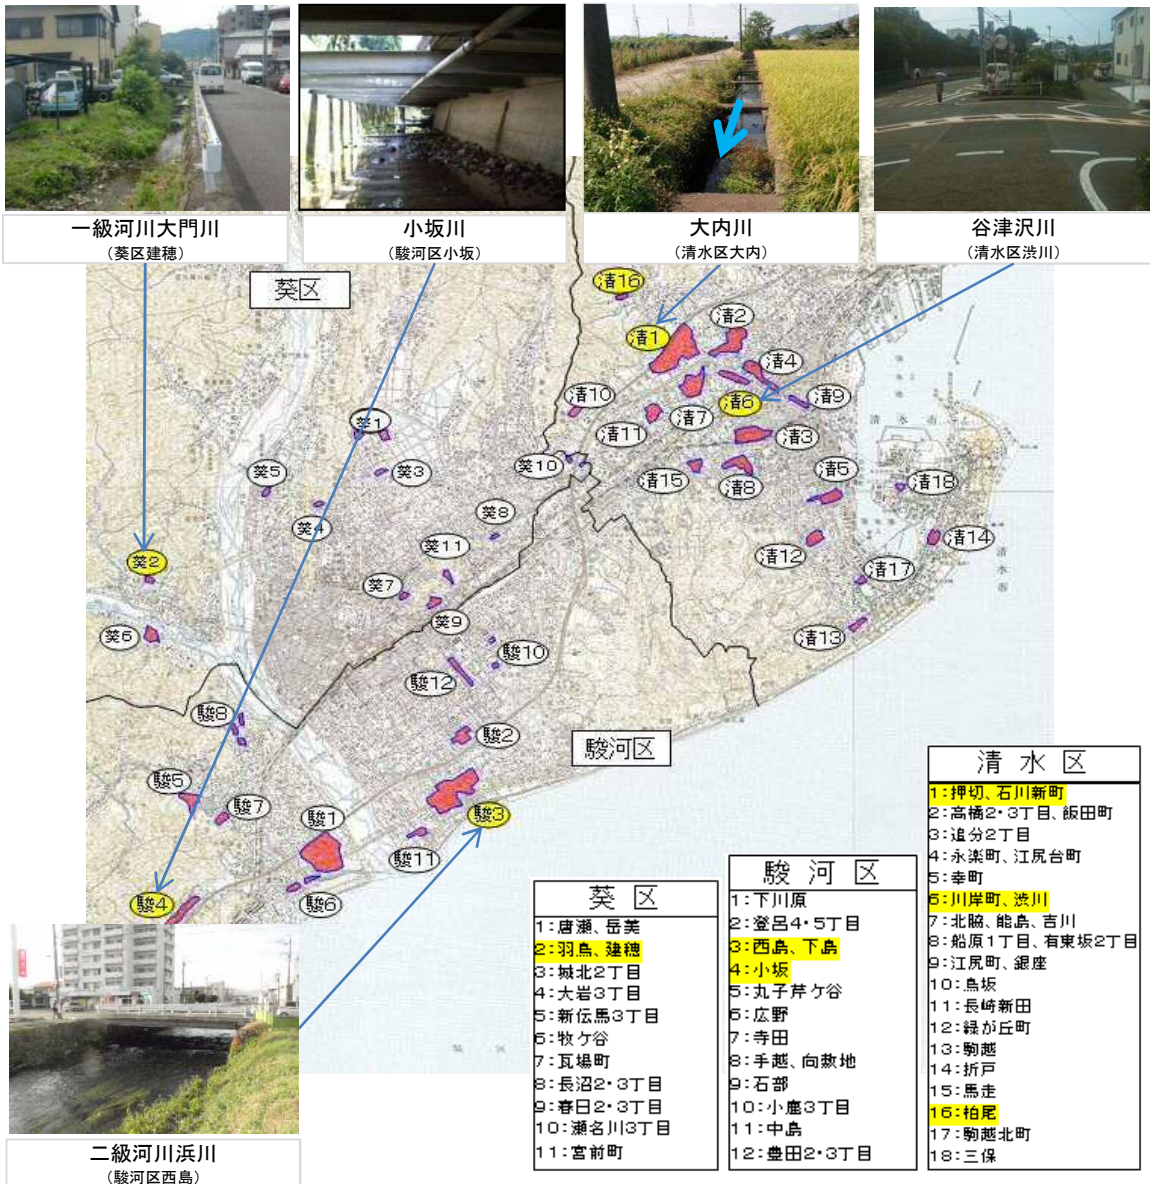 一級河川大門川
(葵区建穂)
小坂川
(駿河区小坂)
大内川
(清水区大内)
谷津沢川
(清水区渋川)
葵区
清16
清1
清2
清4
清10
清11
清7
清6
清9
清3
葵1
葵3
葵5
葵4
葵10
清15
清8
清5
清18
葵8
葵11
葵2
葵7
葵9
葵6
清12
清14
清17
清13
駿10
駿12
駿8
駿2
駿河区
駿5
駿7
駿1
駿3
駿11
駿4
駿6
清水市
二級河川浜川
(駿河区西島)
葵区
1:唐瀬、岳美
2:羽鳥、建穂
3:城北2丁目
4:大岩3丁目
5:新伝馬3丁目
6:牧ケ谷
7:瓦場町
8:長沼2・3丁目
9:春日2・3丁目
10:瀬名川3丁目
11:宮前町
駿河区
1:下川原
2:登呂4・5丁目
3:西島、下島
4:小坂
5:丸子芹ケ谷
6:広野
7:寺田
8:手越、向敷地
9:石部
10:小鹿3丁目
11:中島
12:豊田2・3丁目
清水区
1:押切、石川新町
2:高橋2・3丁目、飯田町
3:追分2丁目
4:永楽町、江尻台町
5:幸町
6:川岸町、渋川
7:北脇、能島、吉川
8:船原1丁目、有東坂2丁目
9:江尻町、銀座
10:鳥坂
11:長崎新田
12:緑が丘町
13:駒越
14:折戸
15:馬走
16:柏尾
17:駒越北町
18:三保